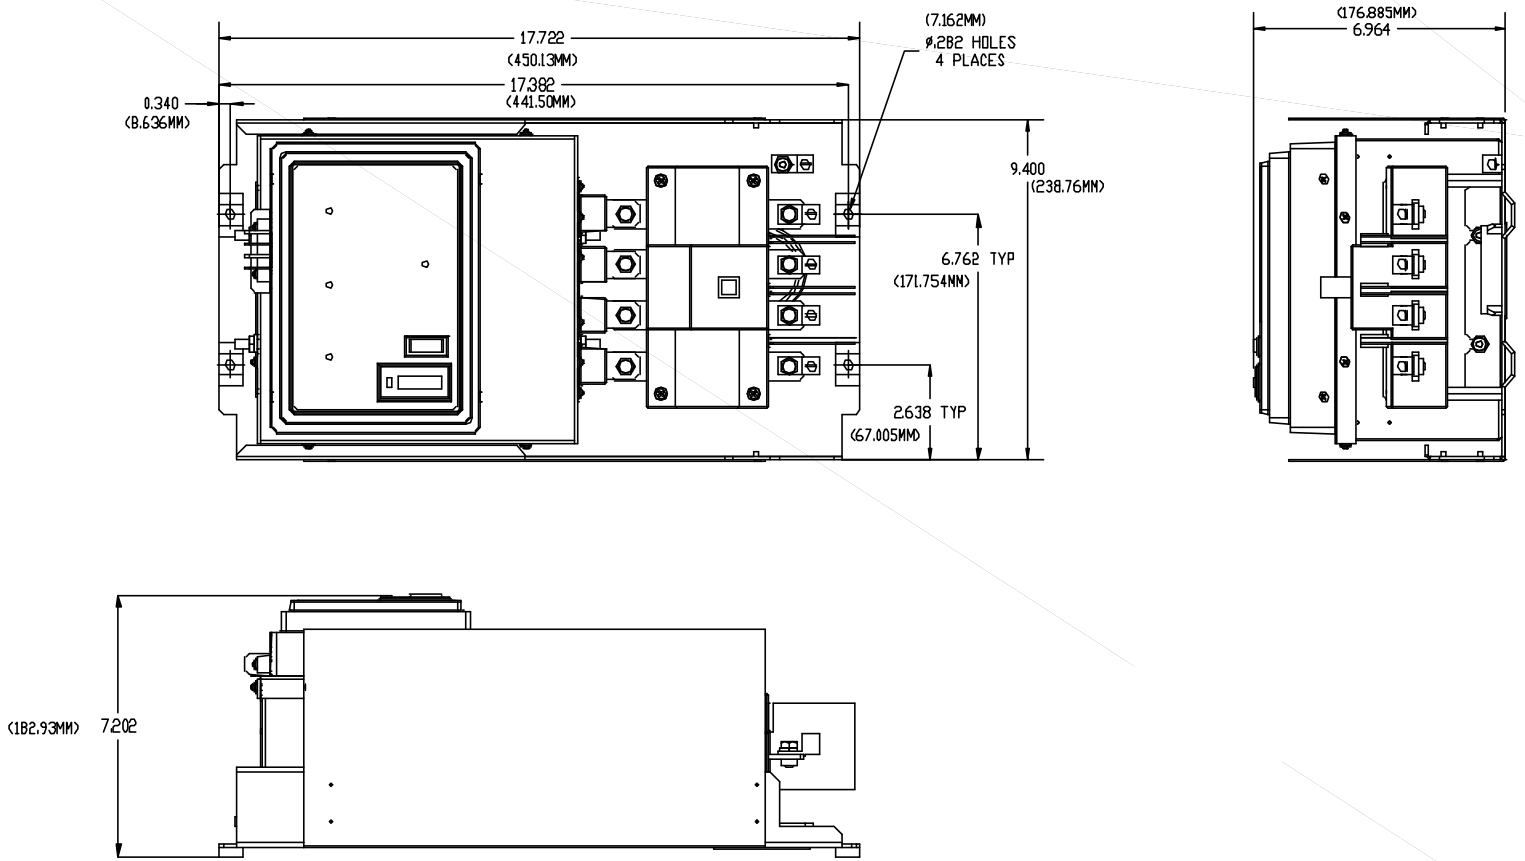 17.722
(450.13MM)
17.382
(441.50MM)
0.340
(8.636MM)
(7.162MM)
ø.282 HOLES
4 PLACES
(176.885MM)
6.964
9.400
(238.76MM)
6.762 TYP
(171.754MM)
2.638 TYP
(67.005MM)
(182.93MM) 7.202